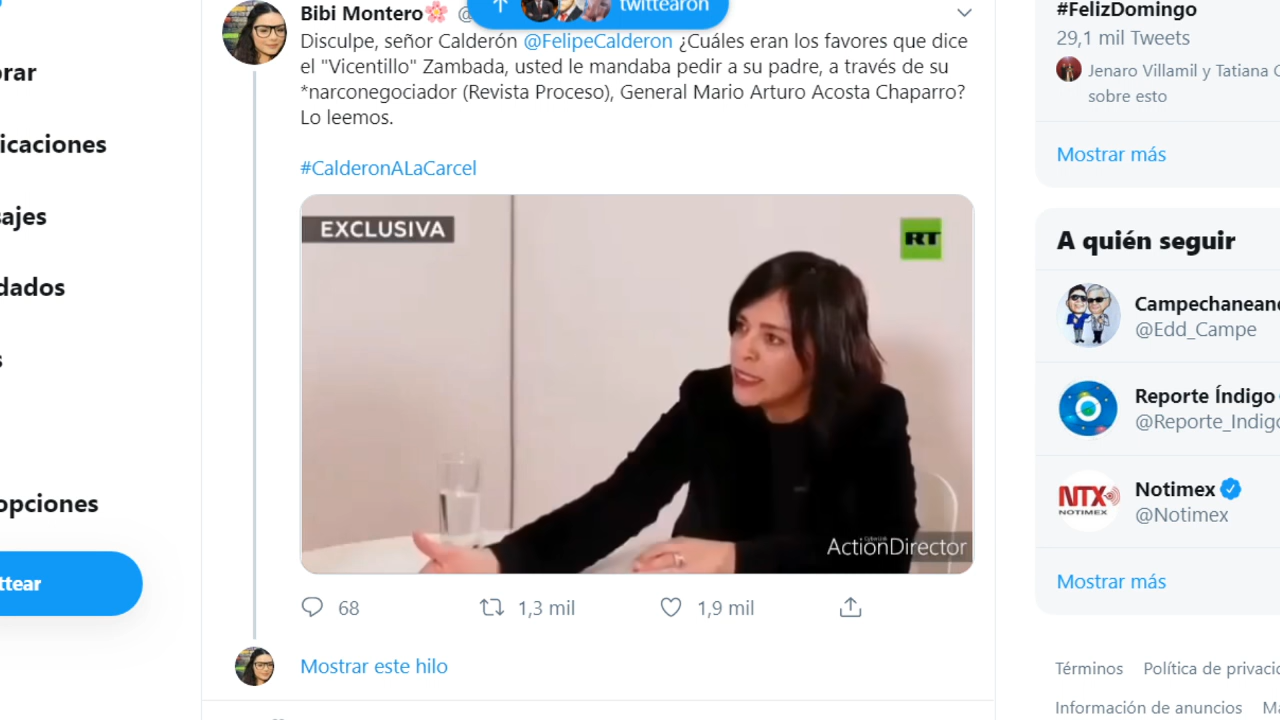 Bibi Montero🌸 @
twittearon
Disculpe, señor Calderón @FelipeCalderon ¿Cuáles eran los favores que dice
el "Vicentillo" Zambada, usted le mandaba pedir a su padre, a través de su
*narconegociador (Revista Proceso), General Mario Arturo Acosta Chaparro?
Lo leemos.
#CalderonALaCarcel
EXCLUSIVA
RT
ActionDirector
68
1,3 mil
1,9 mil
Mostrar este hilo
orar
icaciones
sajes
dados
s
opciones
ttear
#FelizDomingo
29,1 mil Tweets
Jenaro Villamil y Tatiana C
sobre esto
Mostrar más
A quién seguir
Campechanean
@Edd_Campe
Reporte Índigo
@Reporte_Indigo
NTX
NOTIMEX
Notimex
@Notimex
Mostrar más
Términos Política de privacid
Información de anuncios Má